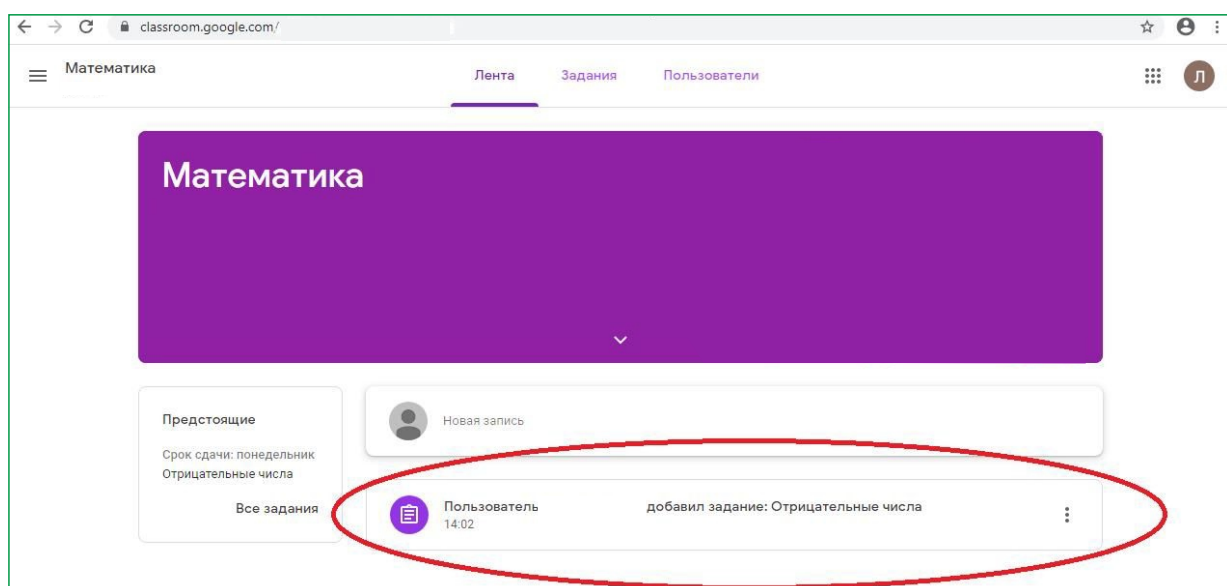 classroom.google.com/
Математика
Лента Задания Пользователи
Л
Математика
Предстоящие
Срок сдачи: понедельник
Отрицательные числа
Все задания
Новая запись
Пользователь добавил задание: Отрицательные числа
14:02